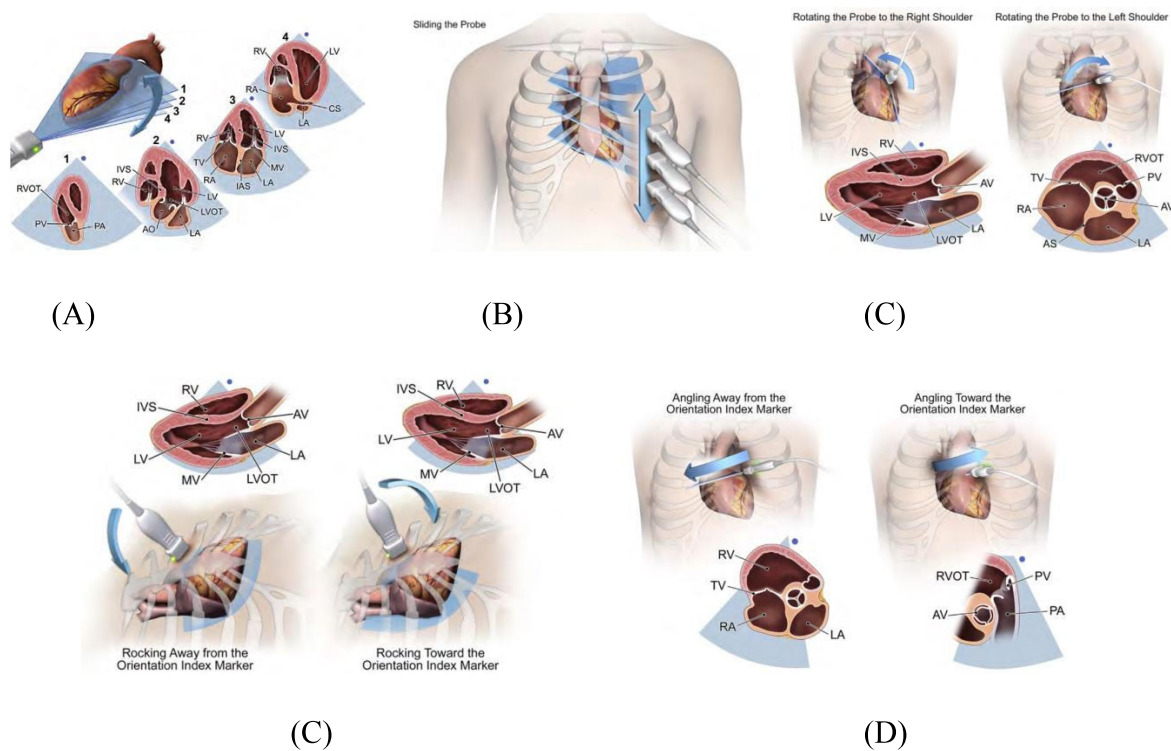 4
RV
LV
RA
CS
LA
1
2
3
4
3
RV
LV
IVS
TV
MV
RA
IAS
LA
2
IVS
RV
LV
LVOT
AO
LA
1
RVOT
PV
PA
(A)
Sliding the Probe
(B)
Rotating the Probe to the Right Shoulder
RV
IVS
AV
LV
LA
MV
LVOT
Rotating the Probe to the Left Shoulder
RVOT
TV
PV
RA
AV
AS
LA
(C)
RV
IVS
AV
LV
LA
MV
LVOT
Rocking Away from the
Orientation Index Marker
RV
IVS
AV
LV
LA
MV
LVOT
Rocking Toward the
Orientation Index Marker
(C)
Angling Away from the
Orientation Index Marker
RV
TV
RA
LA
Angling Toward the
Orientation Index Marker
RVOT
PV
AV
PA
(D)